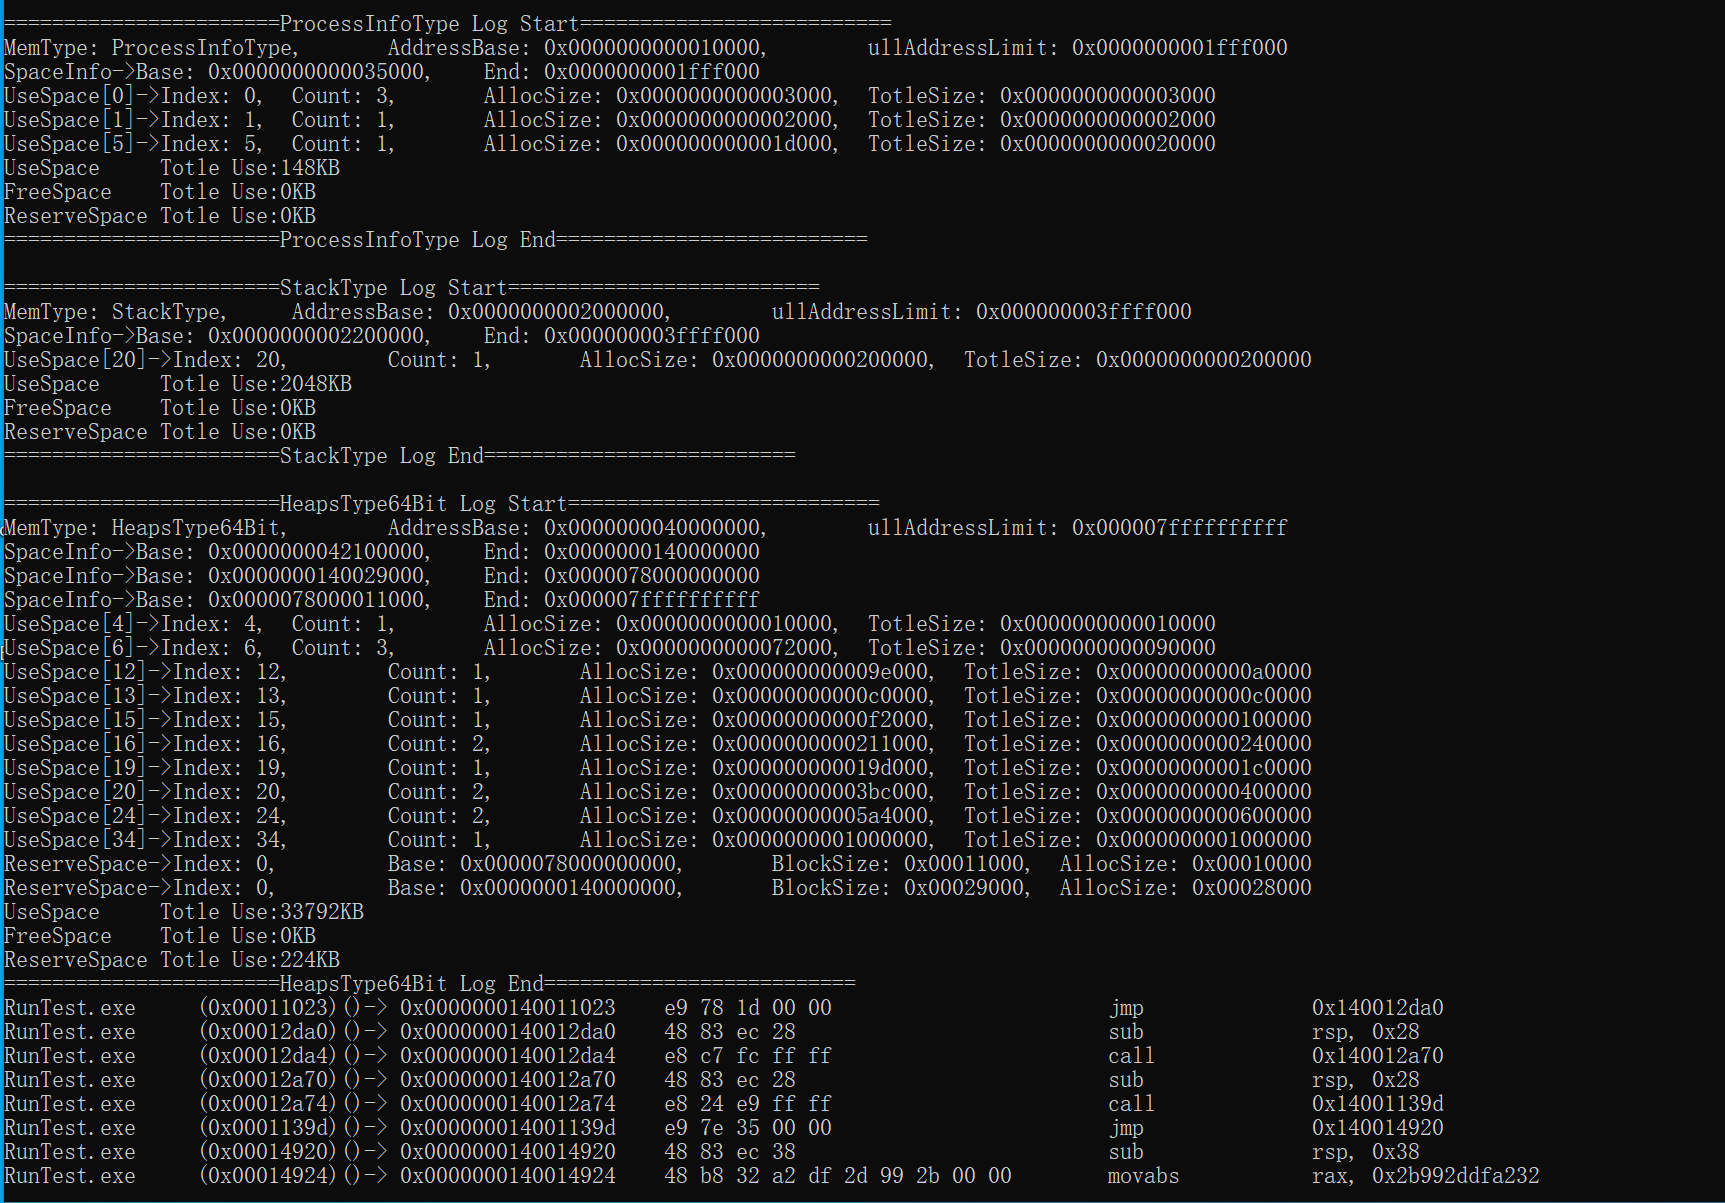 =======================ProcessInfoType Log Start==========================
MemType: ProcessInfoType, AddressBase: 0x0000000000010000, ullAddressLimit: 0x0000000001fff000
SpaceInfo->Base: 0x0000000000035000, End: 0x0000000001fff000
UseSpace[0]->Index: 0, Count: 3, AllocSize: 0x0000000000003000, TotleSize: 0x0000000000003000
UseSpace[1]->Index: 1, Count: 1, AllocSize: 0x0000000000002000, TotleSize: 0x0000000000002000
UseSpace[5]->Index: 5, Count: 1, AllocSize: 0x000000000001d000, TotleSize: 0x0000000000020000
UseSpace Totle Use:148KB
FreeSpace Totle Use:0KB
ReserveSpace Totle Use:0KB
=======================ProcessInfoType Log End==========================
=======================StackType Log Start==========================
MemType: StackType, AddressBase: 0x0000000002000000, ullAddressLimit: 0x000000003ffff000
SpaceInfo->Base: 0x0000000002200000, End: 0x000000003ffff000
UseSpace[20]->Index: 20, Count: 1, AllocSize: 0x0000000000200000, TotleSize: 0x0000000000200000
UseSpace Totle Use:2048KB
FreeSpace Totle Use:0KB
ReserveSpace Totle Use:0KB
=======================StackType Log End==========================
=======================HeapsType64Bit Log Start==========================
MemType: HeapsType64Bit, AddressBase: 0x0000000040000000, ullAddressLimit: 0x000007ffffffffff
SpaceInfo->Base: 0x0000000042100000, End: 0x0000000140000000
SpaceInfo->Base: 0x0000000140029000, End: 0x0000078000000000
SpaceInfo->Base: 0x0000078000011000, End: 0x000007ffffffffff
UseSpace[4]->Index: 4, Count: 1, AllocSize: 0x0000000000010000, TotleSize: 0x0000000000010000
UseSpace[6]->Index: 6, Count: 3, AllocSize: 0x0000000000072000, TotleSize: 0x0000000000090000
UseSpace[12]->Index: 12, Count: 1, AllocSize: 0x000000000009e000, TotleSize: 0x00000000000a0000
UseSpace[13]->Index: 13, Count: 1, AllocSize: 0x00000000000c0000, TotleSize: 0x00000000000c0000
UseSpace[15]->Index: 15, Count: 1, AllocSize: 0x00000000000f2000, TotleSize: 0x0000000000100000
UseSpace[16]->Index: 16, Count: 2, AllocSize: 0x0000000000211000, TotleSize: 0x0000000000240000
UseSpace[19]->Index: 19, Count: 1, AllocSize: 0x000000000019d000, TotleSize: 0x00000000001c0000
UseSpace[20]->Index: 20, Count: 2, AllocSize: 0x00000000003bc000, TotleSize: 0x0000000000400000
UseSpace[24]->Index: 24, Count: 2, AllocSize: 0x00000000005a4000, TotleSize: 0x0000000000600000
UseSpace[34]->Index: 34, Count: 1, AllocSize: 0x0000000001000000, TotleSize: 0x0000000001000000
ReserveSpace->Index: 0, Base: 0x0000078000000000, BlockSize: 0x00011000, AllocSize: 0x00010000
ReserveSpace->Index: 0, Base: 0x0000000140000000, BlockSize: 0x00029000, AllocSize: 0x00028000
UseSpace Totle Use:33792KB
FreeSpace Totle Use:0KB
ReserveSpace Totle Use:224KB
=======================HeapsType64Bit Log End==========================
RunTest.exe (0x00011023)()-> 0x0000000140011023 e9 78 1d 00 00 jmp 0x140012da0
RunTest.exe (0x00012da0)()-> 0x0000000140012da0 48 83 ec 28 sub rsp, 0x28
RunTest.exe (0x00012da4)()-> 0x0000000140012da4 e8 c7 fc ff ff call 0x140012a70
RunTest.exe (0x00012a70)()-> 0x0000000140012a70 48 83 ec 28 sub rsp, 0x28
RunTest.exe (0x00012a74)()-> 0x0000000140012a74 e8 24 e9 ff ff call 0x14001139d
RunTest.exe (0x0001139d)()-> 0x000000014001139d e9 7e 35 00 00 jmp 0x140014920
RunTest.exe (0x00014920)()-> 0x0000000140014920 48 83 ec 38 sub rsp, 0x38
RunTest.exe (0x00014924)()-> 0x0000000140014924 48 b8 32 a2 df 2d 99 2b 00 00 movabs rax, 0x2b992ddfa232